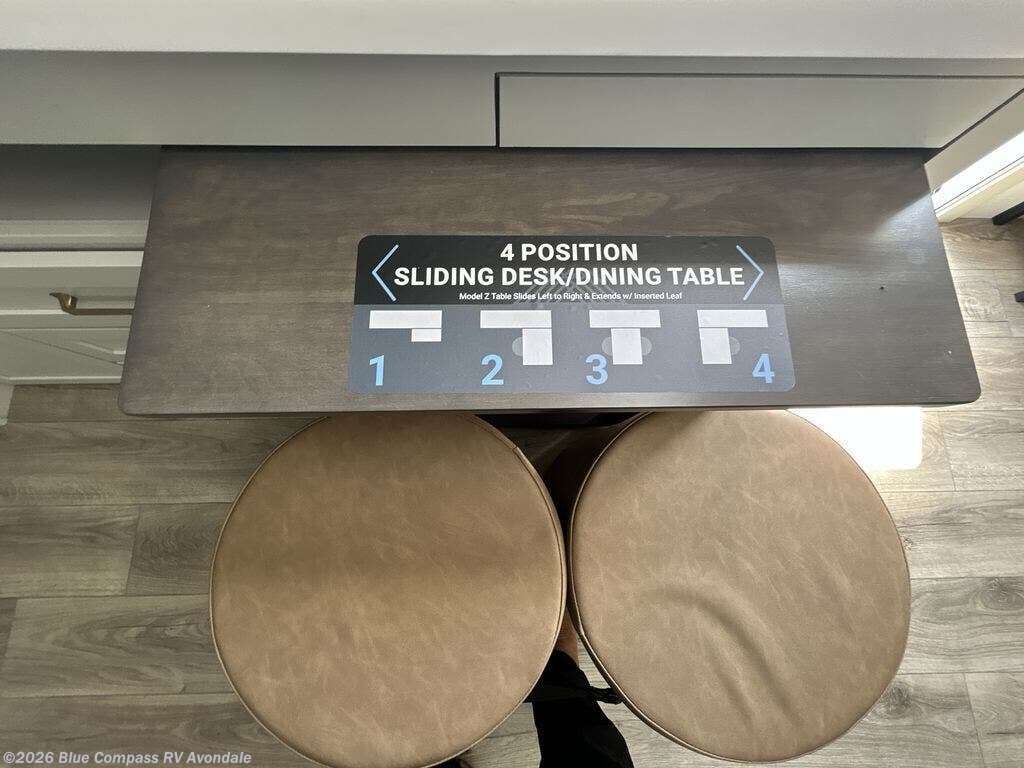 4 POSITION
SLIDING DESK/DINING TABLE
Model Z Table Slides Left to Right & Extends w/ Inserted Leaf
1 2 3 4
©2026 Blue Compass RV Avondale